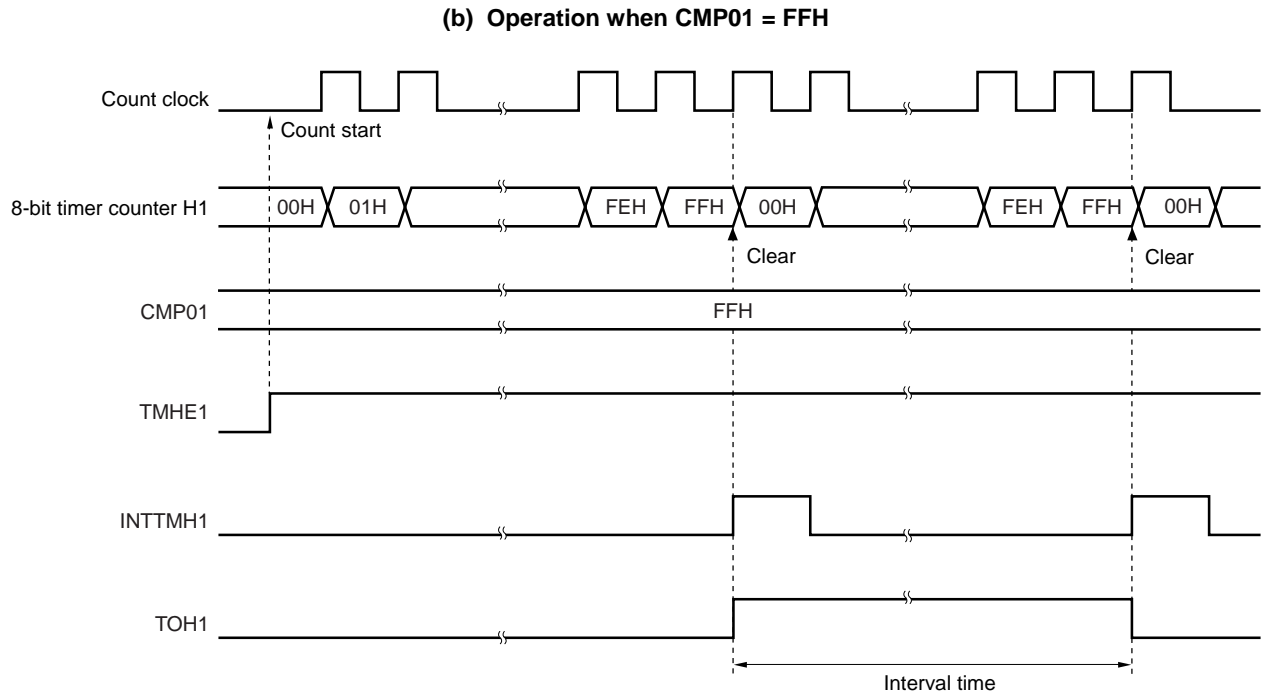 (b) Operation when CMP01 = FFH
Count clock
Count start
8-bit timer counter H1
00H 01H FEH FFH 00H FEH FFH 00H
Clear Clear
CMP01 FFH
TMHE1
INTTMH1
TOH1
Interval time